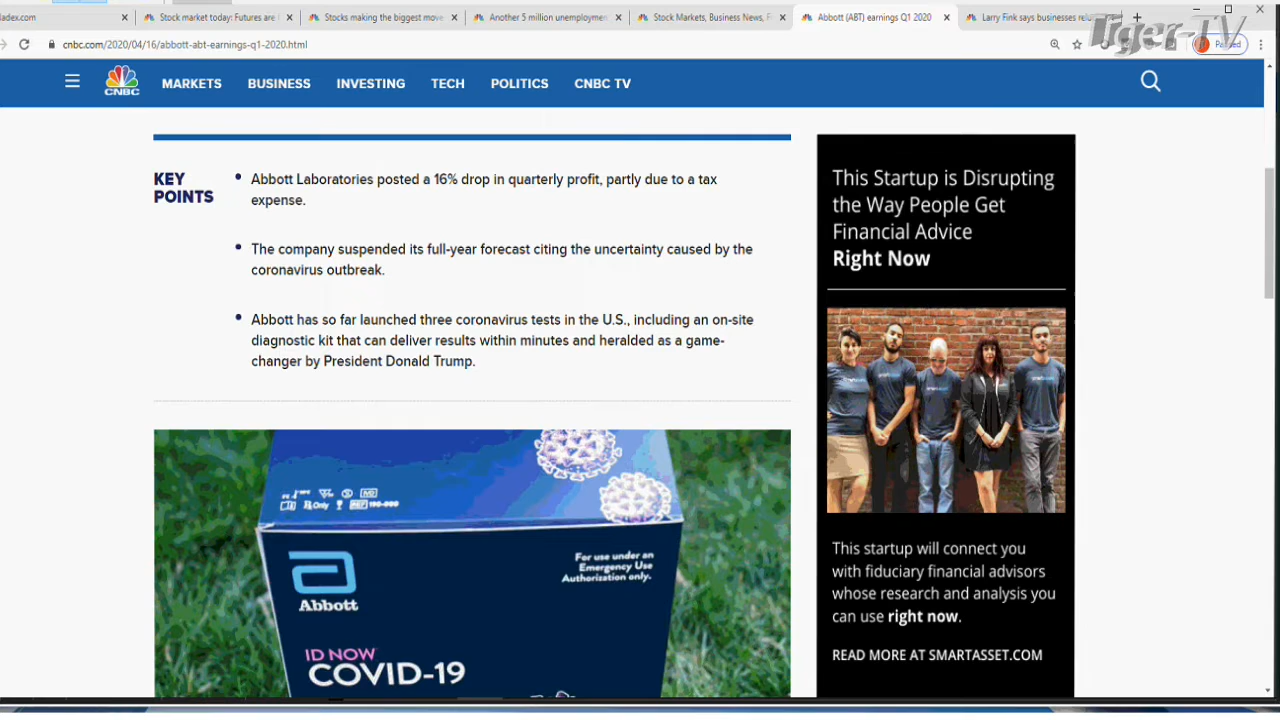 ladex.com
Stock market today: Futures are
Stocks making the biggest move
Another 5 million unemployme
Stock Markets, Business News, F
Abbott (ABT) earnings Q1 2020
Larry Fink says businesses
Tiger-TV
cnbc.com/2020/04/16/abbott-abt-earnings-q1-2020.html
Paused
CNBC
MARKETS BUSINESS INVESTING TECH POLITICS CNBC TV
KEY
POINTS
Abbott Laboratories posted a 16% drop in quarterly profit, partly due to a tax
expense.
The company suspended its full-year forecast citing the uncertainty caused by the
coronavirus outbreak.
Abbott has so far launched three coronavirus tests in the U.S., including an on-site
diagnostic kit that can deliver results within minutes and heralded as a game-
changer by President Donald Trump.
Only
For use under an
Emergency Use
Authorization only.
Abbott
ID NOW
COVID-19
This Startup is Disrupting
the Way People Get
Financial Advice
Right Now
This startup will connect you
with fiduciary financial advisors
whose research and analysis you
can use right now.
READ MORE AT SMARTASSET.COM